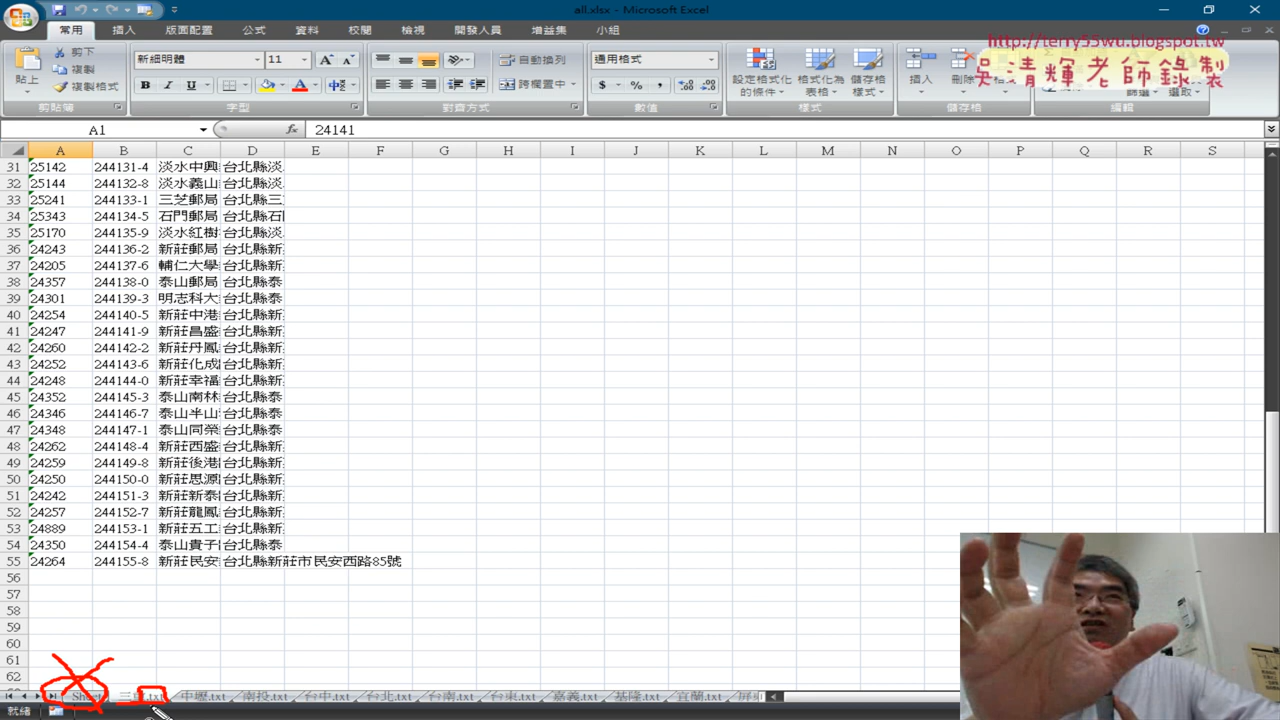 all.xlsx - Microsoft Excel
常用 插入 版面配置 公式 資料 校閱 檢視 開發人員 增益集 小組
http://terry55wu.blogspot.tw
吳清輝老師錄製
貼上 剪下 複製 複製格式
新細明體 11
B I U
自動換列
跨欄置中
通用格式
$ % ,
設定格式化的條件 格式化為表格 儲存格樣式
插入 刪除
選取
剪貼簿 字型 對齊方式 數值 樣式 儲存格 編輯
A1 fx 24141
A B C D E F G H I J K L M N O P Q R S
31 25142 244131-4 淡水中興 台北縣淡
32 25144 244132-8 淡水義山 台北縣淡
33 25241 244133-1 三芝郵局 台北縣三
34 25343 244134-5 石門郵局 台北縣石
35 25170 244135-9 淡水紅樹 台北縣淡
36 24243 244136-2 新莊郵局 台北縣新
37 24205 244137-6 輔仁大學 台北縣新
38 24357 244138-0 泰山郵局 台北縣泰
39 24301 244139-3 明志科大 台北縣泰
40 24254 244140-5 新莊中港 台北縣新
41 24247 244141-9 新莊昌盛 台北縣新
42 24260 244142-2 新莊丹鳳 台北縣新
43 24252 244143-6 新莊化成 台北縣新
44 24248 244144-0 新莊幸福 台北縣新
45 24352 244145-3 泰山南林 台北縣泰
46 24346 244146-7 泰山半山 台北縣泰
47 24348 244147-1 泰山同榮 台北縣泰
48 24262 244148-4 新莊西盛 台北縣新
49 24259 244149-8 新莊後港 台北縣新
50 24250 244150-0 新莊思源 台北縣新
51 24242 244151-3 新莊新泰 台北縣新
52 24257 244152-7 新莊龍鳳 台北縣新
53 24889 244153-1 新莊五工 台北縣新
54 24350 244154-4 泰山貴子 台北縣泰
55 24264 244155-8 新莊民安 台北縣新莊市民安西路85號
56
57
58
59
60
61
62
中壢.txt 南投.txt 台中.txt 台北.txt 台南.txt 台東.txt 嘉義.txt 基隆.txt 宜蘭.txt 屏東
就緒